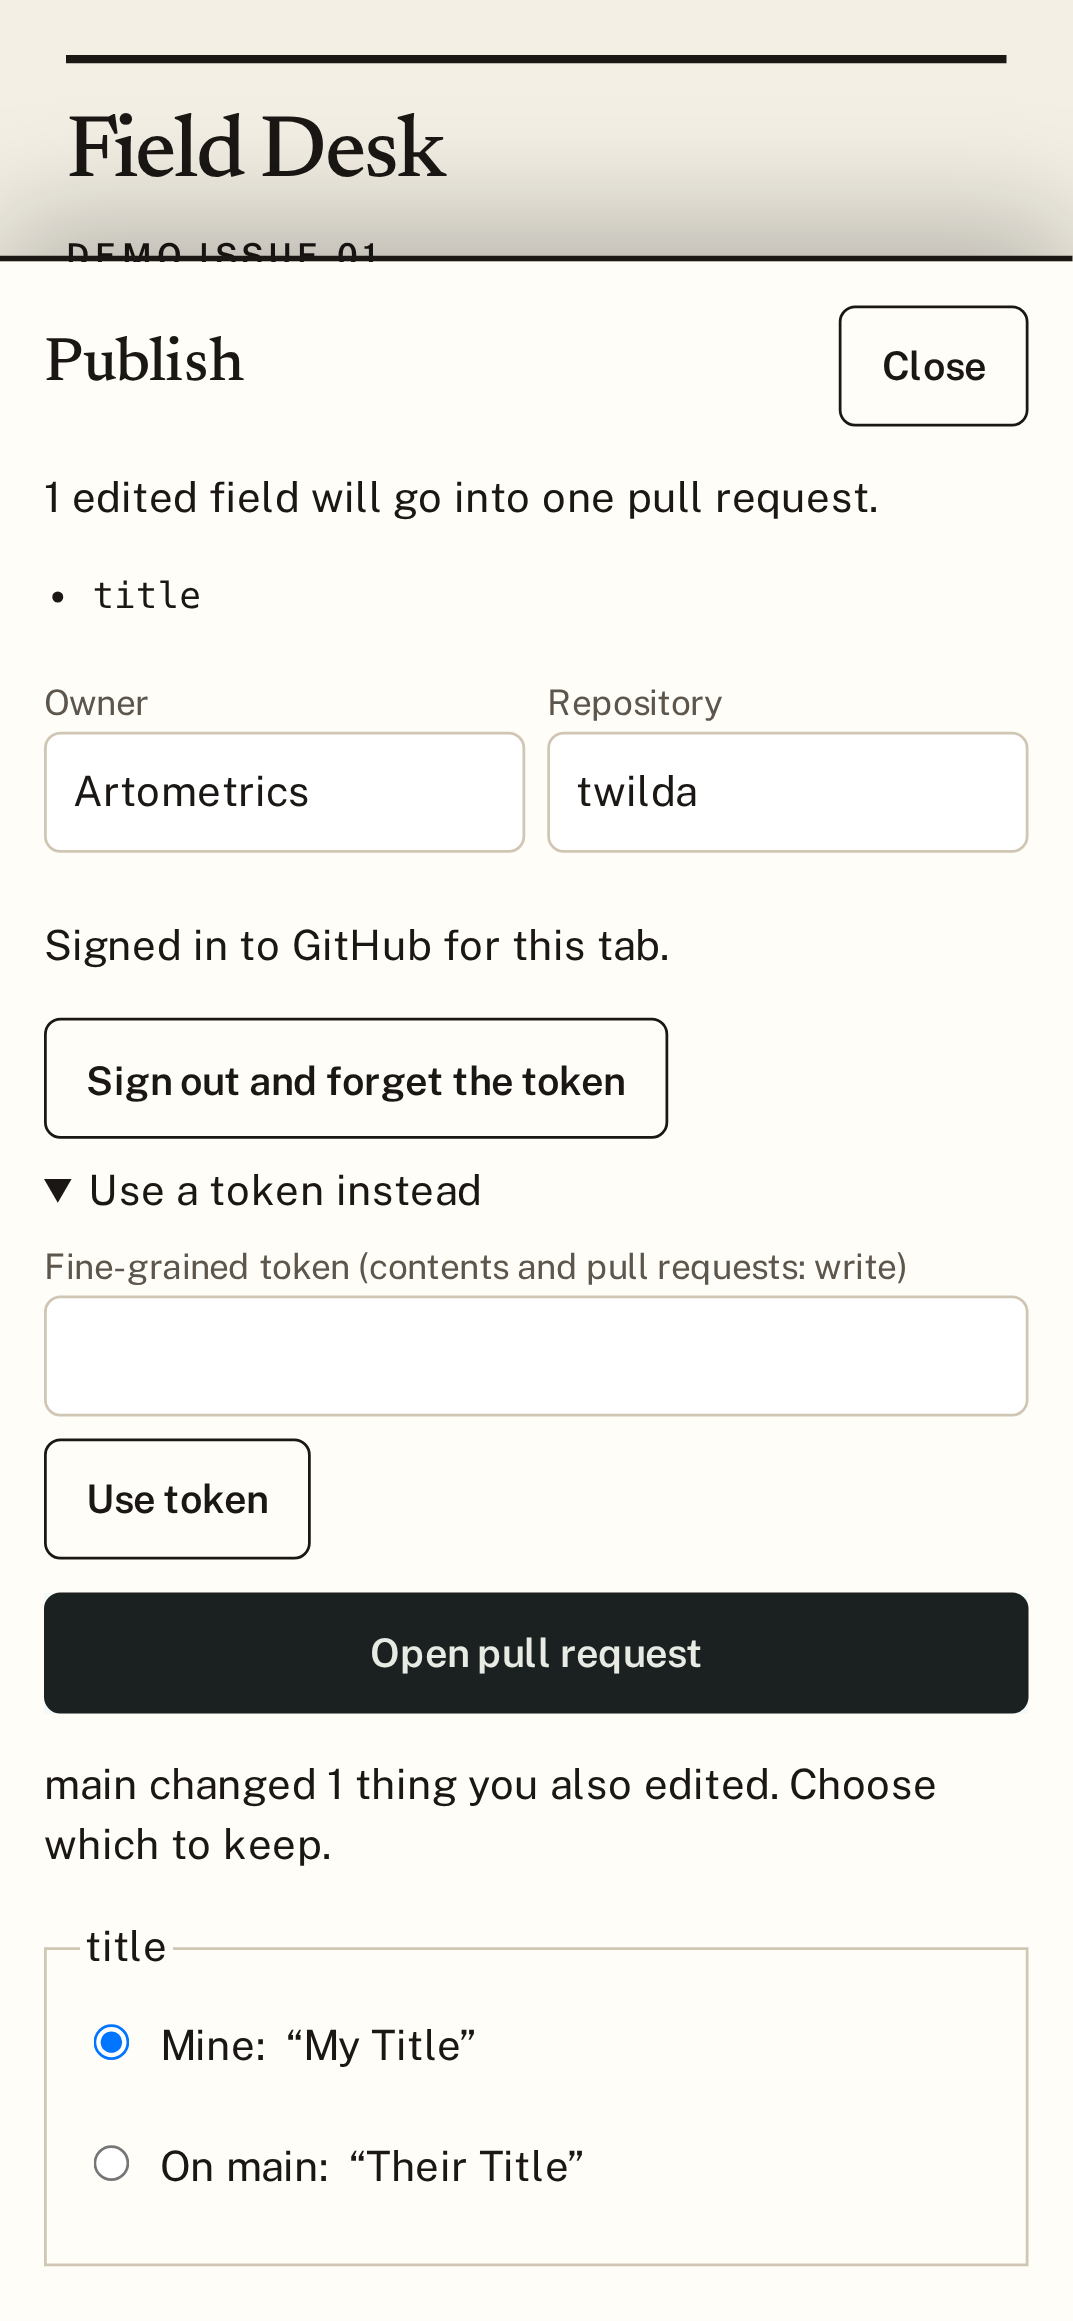 Field Desk
DEMO ISSUE 01
Publish
Close
1 edited field will go into one pull request.
• title
Owner
Repository
Artometrics
twilda
Signed in to GitHub for this tab.
Sign out and forget the token
▼ Use a token instead
Fine-grained token (contents and pull requests: write)
Use token
Open pull request
main changed 1 thing you also edited. Choose
which to keep.
title
Mine: “My Title”
On main: “Their Title”